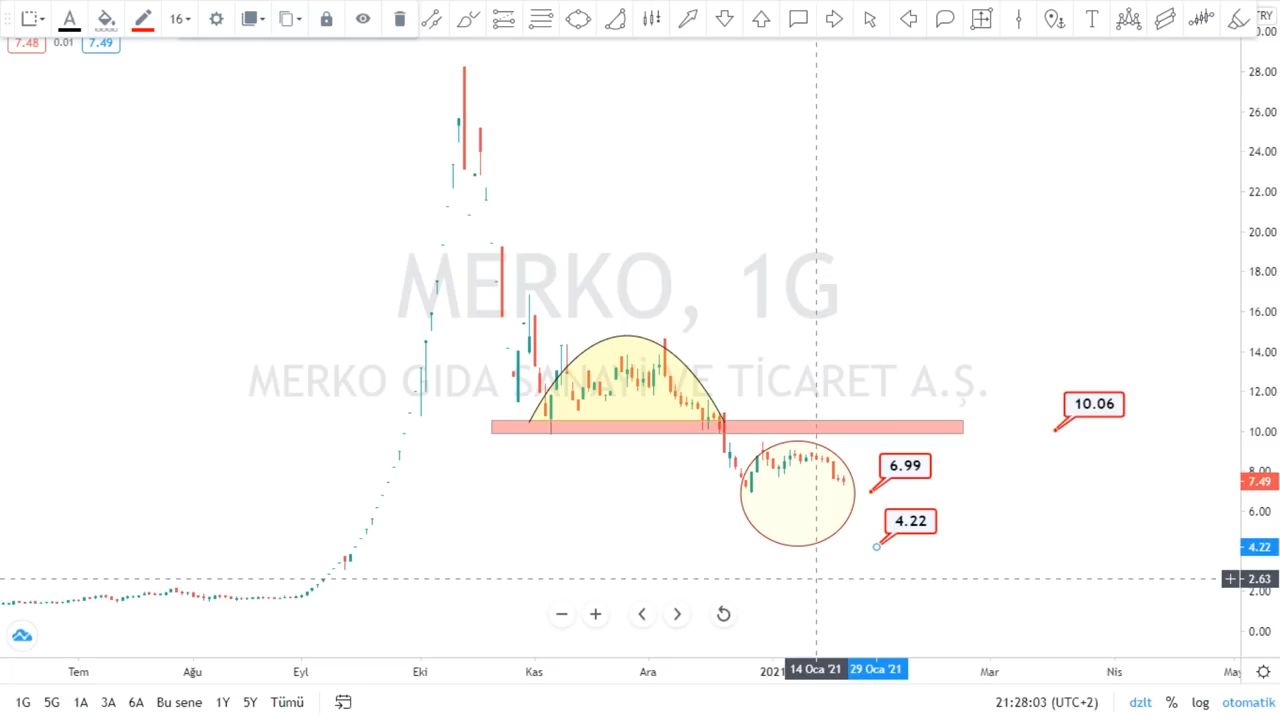 A
16
T
TRY
7.48 0.01 7.49
0.00
28.00
26.00
24.00
22.00
20.00
18.00
16.00
14.00
12.00
10.00
8.00
7.49
6.00
4.22
2.63
2.00
0.00
MERKO, 1G
MERKO GIDA SANAYİ VE TİCARET A.Ş.
10.06
6.99
4.22
Tem Ağu Eyl Eki Kas Ara 2021 14 Oca '21 29 Oca '21 Mar Nis May
1G 5G 1A 3A 6A Bu sene 1Y 5Y Tümü
21:28:03 (UTC+2) dzlt % log otomatik